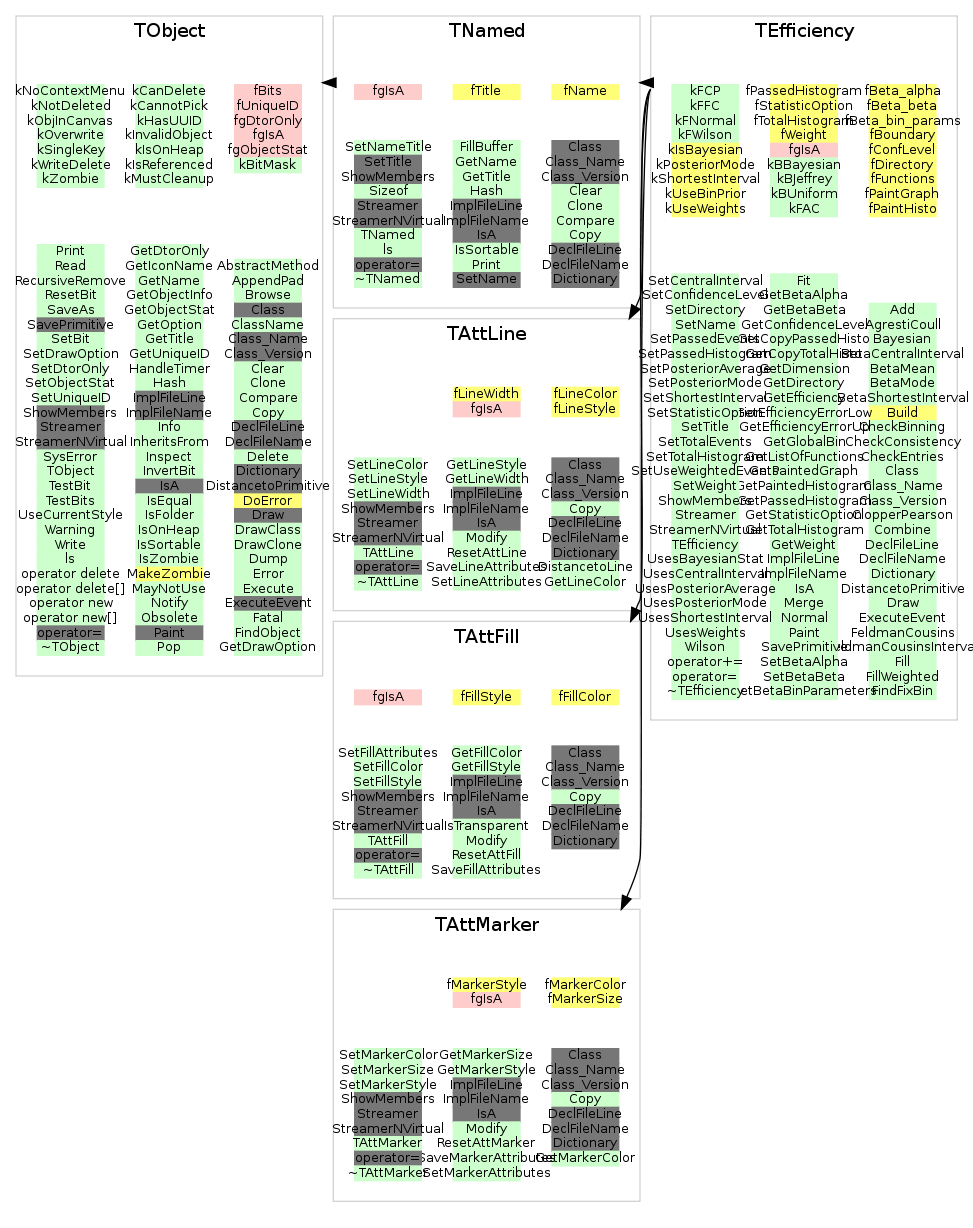 TObject
kNoContextMenu kCanDelete fBits
kNotDeleted kCannotPick fUniqueID
kObjInCanvas kHasUUID fgDtorOnly
kOverwrite kInvalidObject fgIsA
kSingleKey kIsOnHeap fgObjectStat
kWriteDelete kIsReferenced kBitMask
kZombie kMustCleanup
Print GetDtorOnly
Read GetIconName AbstractMethod
RecursiveRemove GetName AppendPad
ResetBit GetObjectInfo Browse
SaveAs GetObjectStat Class
SavePrimitive GetOption ClassName
SetBit GetTitle Class_Name
SetDrawOption GetUniqueID Class_Version
SetDtorOnly HandleTimer Clear
SetObjectStat Hash Clone
SetUniqueID ImplFileLine Compare
ShowMembers ImplFileName Copy
Streamer Info DeclFileLine
StreamerNVirtual InheritsFrom DeclFileName
SysError Inspect Delete
TObject InvertBit Dictionary
TestBit IsA DistancetoPrimitive
TestBits IsEqual DoError
UseCurrentStyle IsFolder Draw
Warning IsOnHeap DrawClass
Write IsSortable DrawClone
ls IsZombie Dump
operator delete MakeZombie Error
operator delete[] MayNotUse Execute
operator new Notify ExecuteEvent
operator new[] Obsolete Fatal
operator= Paint FindObject
~TObject Pop GetDrawOption
TNamed
fgIsA fTitle fName
SetNameTitle FillBuffer Class
SetTitle GetName Class_Name
ShowMembers GetTitle Class_Version
Sizeof Hash Clear
Streamer ImplFileLine Clone
StreamerNVirtual ImplFileName Compare
TNamed IsA Copy
ls IsSortable DeclFileLine
operator= Print DeclFileName
~TNamed SetName Dictionary
TAttLine
fLineWidth fLineColor
fgIsA fLineStyle
SetLineColor GetLineStyle Class
SetLineStyle GetLineWidth Class_Name
SetLineWidth ImplFileLine Class_Version
ShowMembers ImplFileName Copy
Streamer IsA DeclFileLine
StreamerNVirtual Modify DeclFileName
TAttLine ResetAttLine Dictionary
operator= SaveLineAttributes DistancetoLine
~TAttLine SetLineAttributes GetLineColor
TAttFill
fgIsA fFillStyle fFillColor
SetFillAttributes GetFillColor Class
SetFillColor GetFillStyle Class_Name
SetFillStyle ImplFileLine Class_Version
ShowMembers ImplFileName Copy
Streamer IsA DeclFileLine
StreamerNVirtual IsTransparent DeclFileName
TAttFill Modify Dictionary
operator= ResetAttFill
~TAttFill SaveFillAttributes
TAttMarker
fMarkerStyle fMarkerColor
fgIsA fMarkerSize
SetMarkerColor GetMarkerSize Class
SetMarkerSize GetMarkerStyle Class_Name
SetMarkerStyle ImplFileLine Class_Version
ShowMembers ImplFileName Copy
Streamer IsA DeclFileLine
StreamerNVirtual Modify DeclFileName
TAttMarker ResetAttMarker Dictionary
operator= SaveMarkerAttributes GetMarkerColor
~TAttMarker SetMarkerAttributes
TEfficiency
kFCP fPassedHistogram fBeta_alpha
kFFC fStatisticOption fBeta_beta
kFNormal fTotalHistogram fBeta_bin_params
kFWilson fWeight fBoundary
kIsBayesian fgIsA fConfLevel
kPosteriorMode kBBayesian fDirectory
kShortestInterval kBJeffrey fFunctions
kUseBinPrior kBUniform fPaintGraph
kUseWeights kFAC fPaintHisto
SetCentralInterval Fit
SetConfidenceLevel GetBetaAlpha
SetDirectory GetBetaBeta Add
SetName GetConfidenceLevel AgrestiCoull
SetPassedEvents GetCopyPassedHisto Bayesian
SetPassedHistogram GetCopyTotalHisto BetaCentralInterval
SetPosteriorAverage GetDimension BetaMean
SetPosteriorMode GetDirectory BetaMode
SetShortestInterval GetEfficiency BetaShortestInterval
SetStatisticOption GetEfficiencyErrorLow Build
SetTitle GetEfficiencyErrorUp CheckBinning
SetTotalEvents GetGlobalBin CheckConsistency
SetTotalHistogram GetListOfFunctions CheckEntries
SetUseWeightedEvents GetPaintedGraph Class
SetWeight GetPaintedHistogram Class_Name
ShowMembers GetPassedHistogram Class_Version
Streamer GetStatisticOption ClopperPearson
StreamerNVirtual GetTotalHistogram Combine
TEfficiency GetWeight DeclFileLine
UsesBayesianStat ImplFileLine DeclFileName
UsesCentralInterval ImplFileName Dictionary
UsesPosteriorAverage IsA DistancetoPrimitive
UsesPosteriorMode Merge Draw
UsesShortestInterval Normal ExecuteEvent
UsesWeights Paint FeldmanCousins
Wilson SavePrimitive ldmanCousinsInterva
operator+= SetBetaAlpha Fill
operator= SetBetaBeta FillWeighted
~TEfficiency etBetaBinParameters FindFixBin